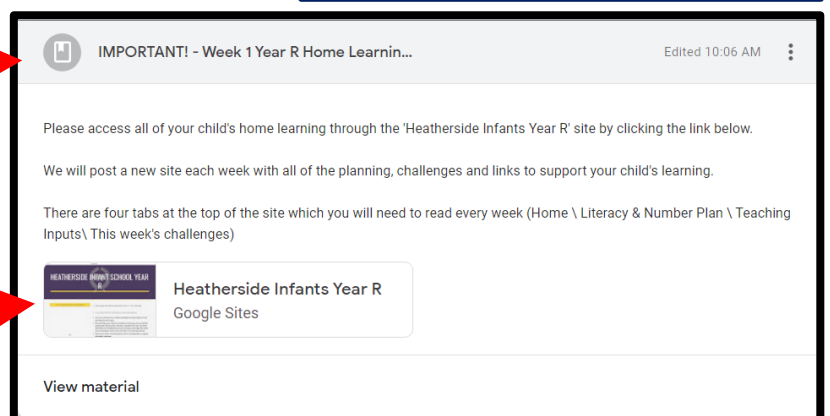 IMPORTANT! - Week 1 Year R Home Learnin...
Edited 10:06 AM
Please access all of your child's home learning through the 'Heatherside Infants Year R' site by clicking the link below.
We will post a new site each week with all of the planning, challenges and links to support your child's learning.
There are four tabs at the top of the site which you will need to read every week (Home \ Literacy & Number Plan \ Teaching
Inputs\ This week's challenges)
HEATHERSIDE INFANT SCHOOL YEAR
R
Heatherside Infants Year R
Google Sites
View material